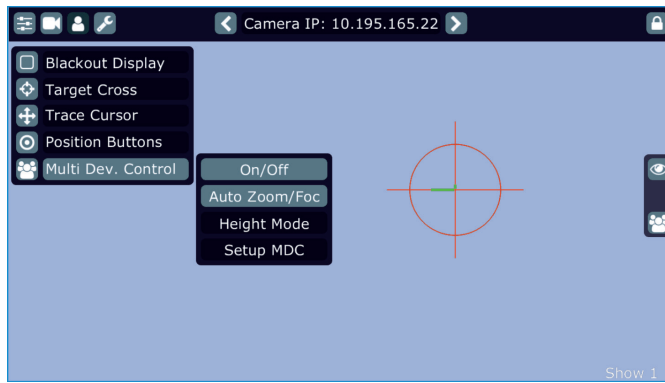 Camera IP: 10.195.165.22
Blackout Display
Target Cross
Trace Cursor
Position Buttons
Multi Dev. Control
On/Off
Auto Zoom/Foc
Height Mode
Setup MDC
Show 1